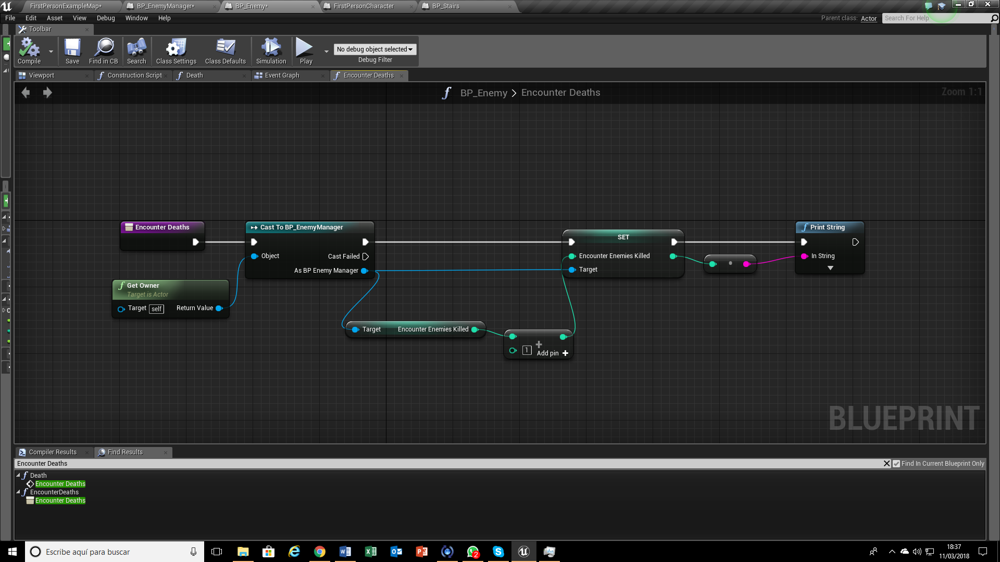 FirstPersonExampleMap*
BP_EnemyManager*
BP_Enemy*
FirstPersonCharacter
BP_Stairs
File Edit Asset View Debug Window Help
Parent class: Actor
Search For Help
Toolbar
Compile
Save
Find in CB
Search
Class Settings
Class Defaults
Simulation
Play
No debug object selected
Debug Filter
Viewport
Construction Script
Death
Event Graph
Encounter Deaths
BP_Enemy > Encounter Deaths
Zoom 1:1
Encounter Deaths
Cast To BP_EnemyManager
Object
Cast Failed
As BP Enemy Manager
Get Owner
Target is Actor
Target self
Return Value
Target
Encounter Enemies Killed
1
Add pin +
SET
Encounter Enemies Killed
Target
Print String
In String
BLUEPRINT
Compiler Results
Find Results
Encounter Deaths
Find In Current Blueprint Only
Death
Encounter Deaths
EncounterDeaths
Encounter Deaths
Escribe aquí para buscar
2
18:37
11/03/2018